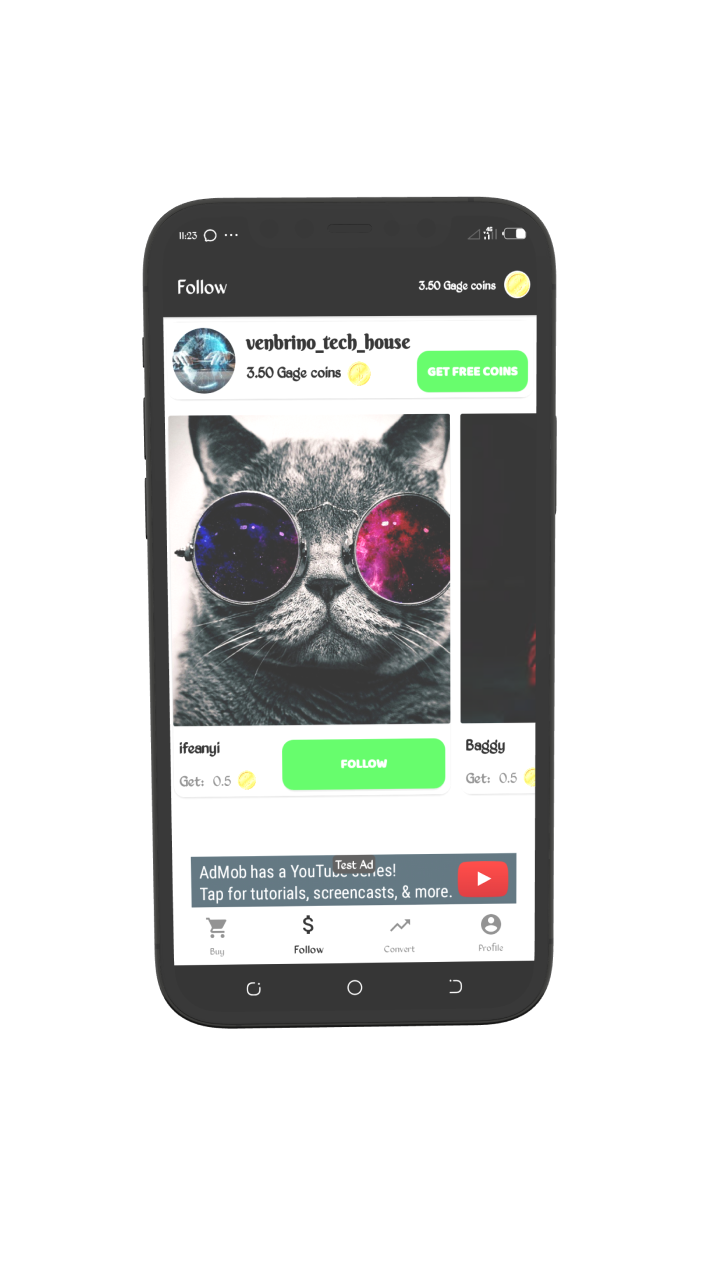 11:23
4G
Follow
3.50 Gage coins
venbrino_tech_house
3.50 Gage coins
GET FREE COINS
ifeanyi
Get: 0.5
FOLLOW
Baggy
Get: 0.5
Test Ad
AdMob has a YouTube series!
Tap for tutorials, screencasts, & more.
Buy
Follow
Convert
Profile